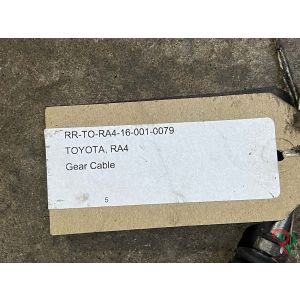 RR-TO-RA4-16-001-0079
TOYOTA, RA4
Gear Cable
5